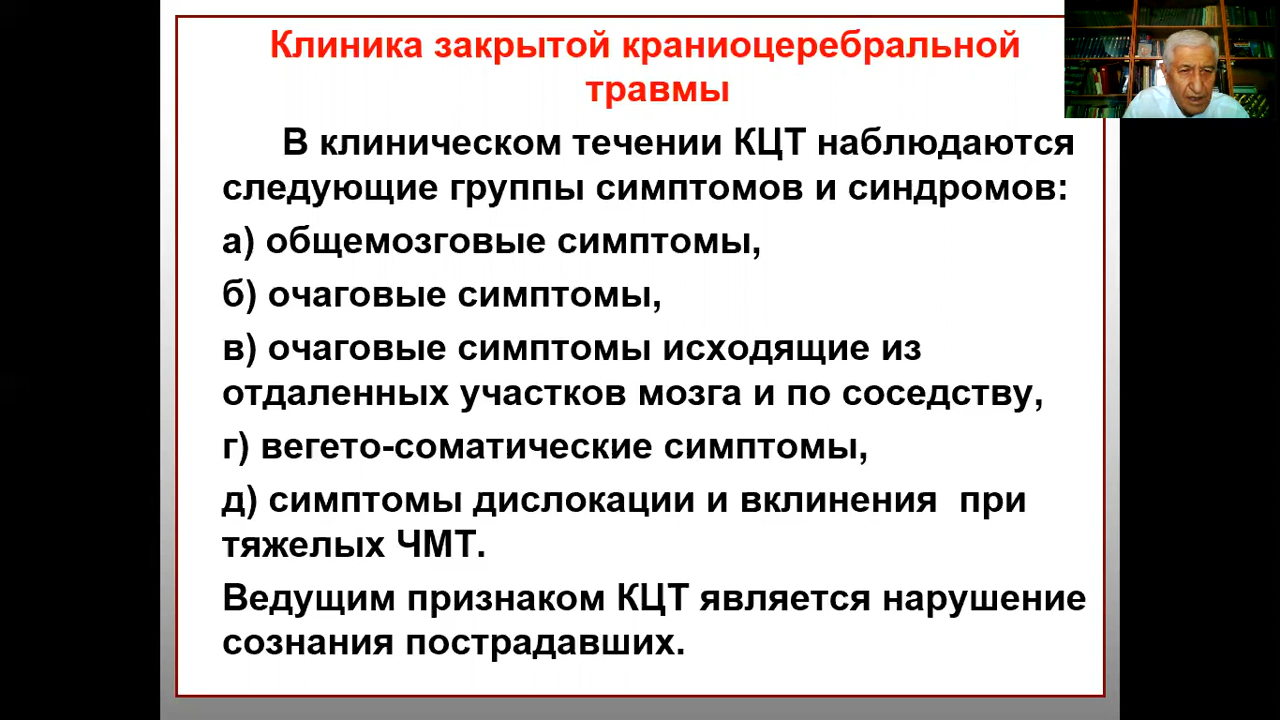 Клиника закрытой краниоцеребральной
травмы
В клиническом течении КЦТ наблюдаются
следующие группы симптомов и синдромов:
а) общемозговые симптомы,
б) очаговые симптомы,
в) очаговые симптомы исходящие из
отдаленных участков мозга и по соседству,
г) вегето-соматические симптомы,
д) симптомы дислокации и вклинения при
тяжелых ЧМТ.
Ведущим признаком КЦТ является нарушение
сознания пострадавших.